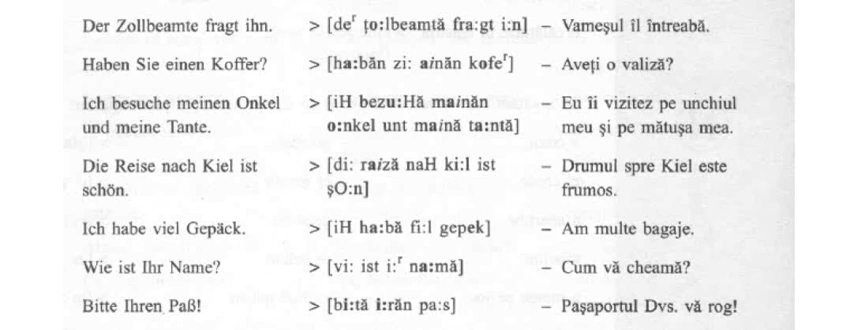 Der Zollbeamte fragt ihn. > [deʳ ţo:lbeamtă fra:gt i:n] – Vameşul îl întreabă.
Haben Sie einen Koffer? > [ha:băn zi: ainăn kofeʳ] – Aveţi o valiză?
Ich besuche meinen Onkel > [iH bezu:Hă mainăn – Eu îi vizitez pe unchiul
und meine Tante. o:nkel unt maină ta:ntă] meu şi pe mătuşa mea.
Die Reise nach Kiel ist > [di: raiză naH ki:l ist – Drumul spre Kiel este
schön. şO:n] frumos.
Ich habe viel Gepäck. > [iH ha:bă fi:l gepek] – Am multe bagaje.
Wie ist Ihr Name? > [vi: ist i:ʳ na:mă] – Cum vă cheamă?
Bitte Ihren Paß! > [bi:tă i:răn pa:s] – Paşaportul Dvs. vă rog!